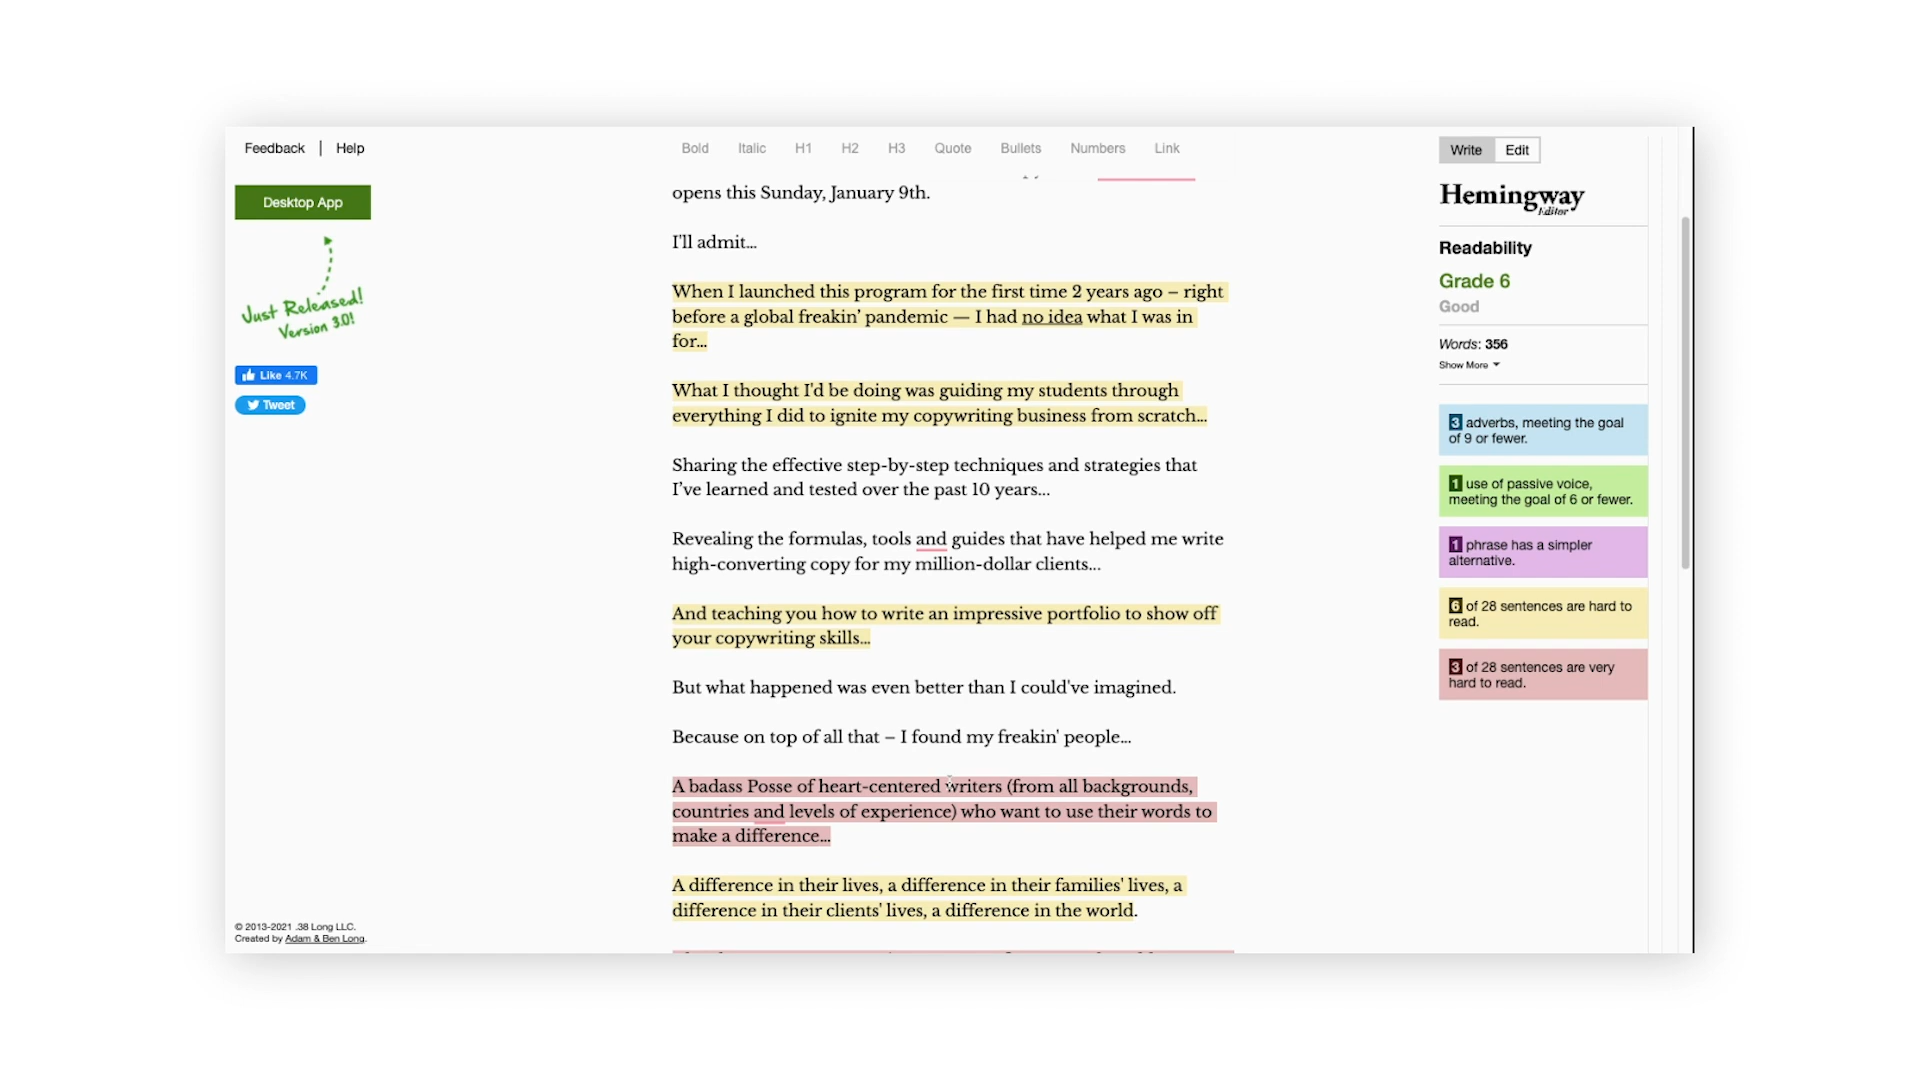 Feedback | Help
Bold Italic H1 H2 H3 Quote Bullets Numbers Link
Write Edit
Desktop App
Just Released!
Version 3.0!
Like 4.7K
Tweet
© 2013-2021 .38 Long LLC.
Created by Adam & Ben Long.
opens this Sunday, January 9th.
I'll admit…
When I launched this program for the first time 2 years ago – right
before a global freakin’ pandemic — I had no idea what I was in
for…
What I thought I'd be doing was guiding my students through
everything I did to ignite my copywriting business from scratch…
Sharing the effective step-by-step techniques and strategies that
I’ve learned and tested over the past 10 years…
Revealing the formulas, tools and guides that have helped me write
high-converting copy for my million-dollar clients…
And teaching you how to write an impressive portfolio to show off
your copywriting skills…
But what happened was even better than I could've imagined.
Because on top of all that – I found my freakin' people…
A badass Posse of heart-centered writers (from all backgrounds,
countries and levels of experience) who want to use their words to
make a difference…
A difference in their lives, a difference in their families' lives, a
difference in their clients' lives, a difference in the world.
Hemingway
Editor
Readability
Grade 6
Good
Words: 356
Show More
3 adverbs, meeting the goal
of 9 or fewer.
1 use of passive voice,
meeting the goal of 6 or fewer.
1 phrase has a simpler
alternative.
6 of 28 sentences are hard to
read.
3 of 28 sentences are very
hard to read.